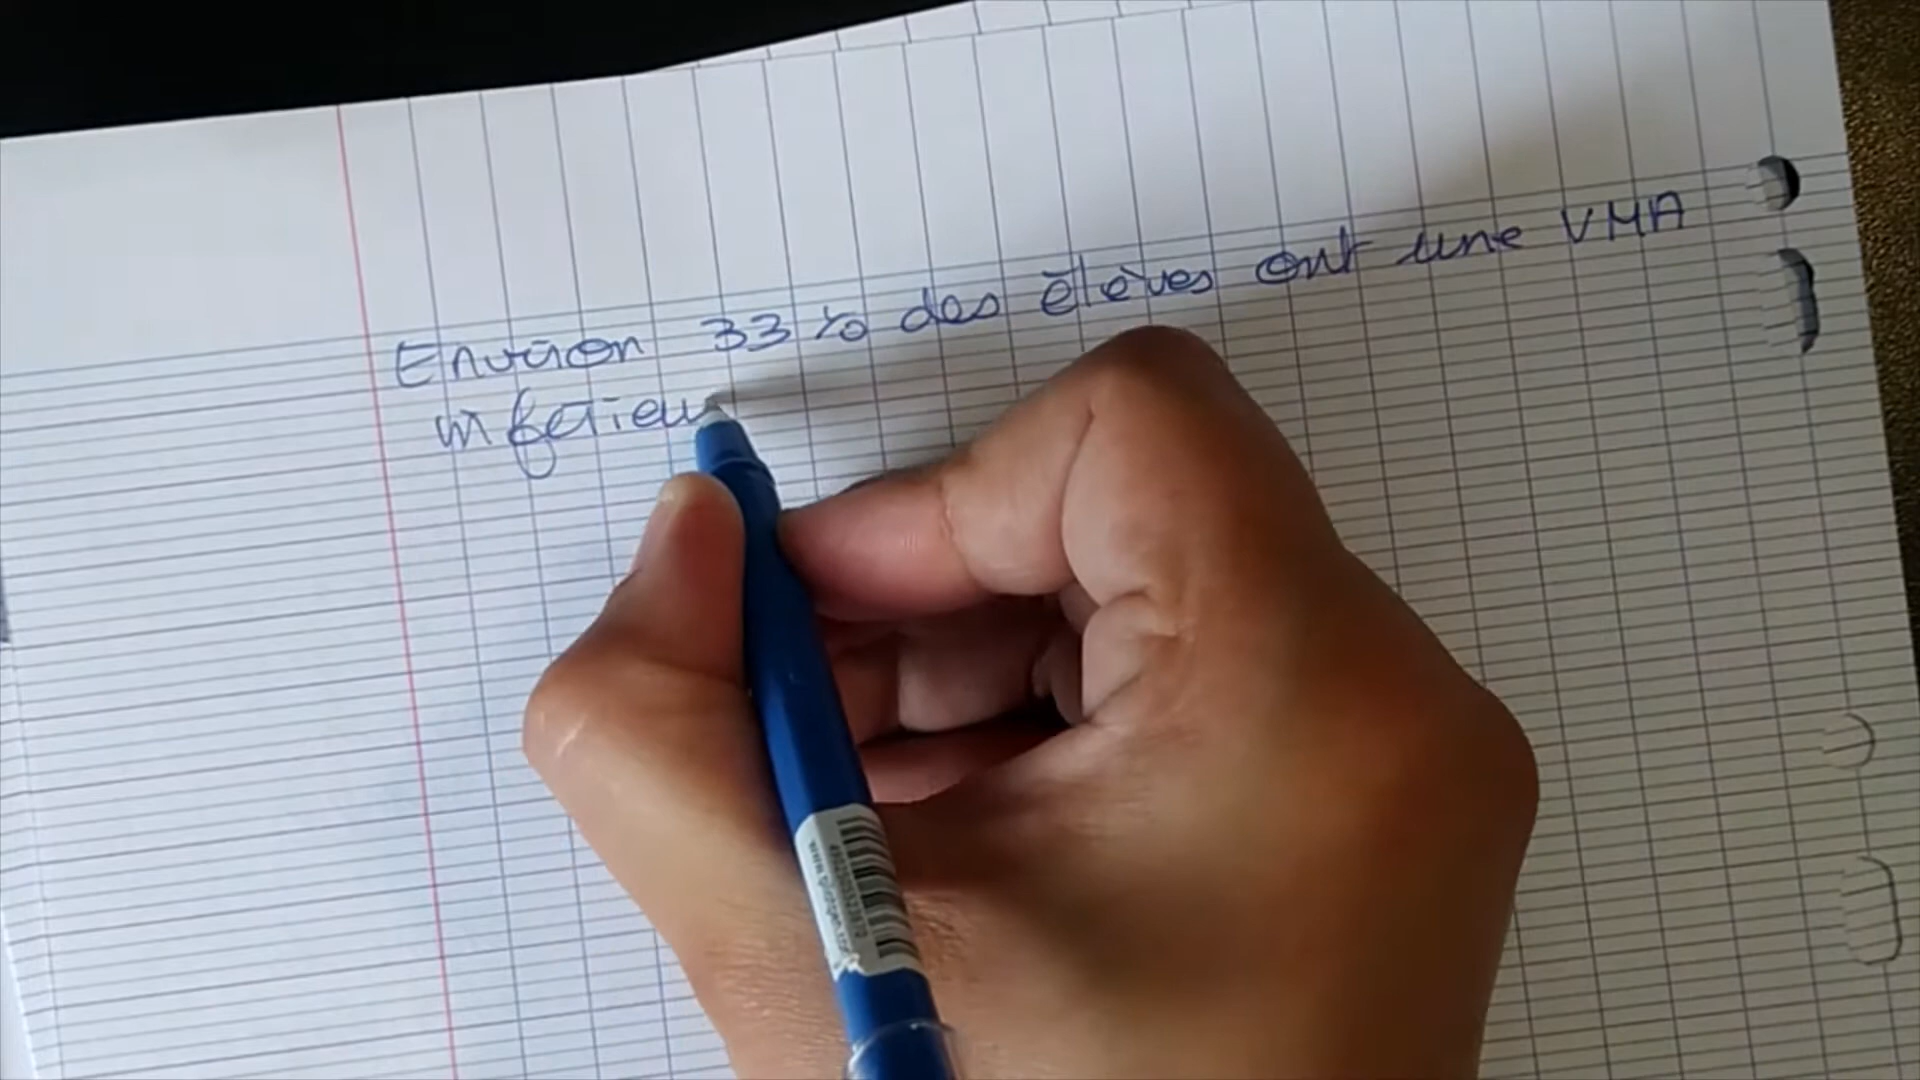 Environ 33% des élèves ont une VMA
inférieu